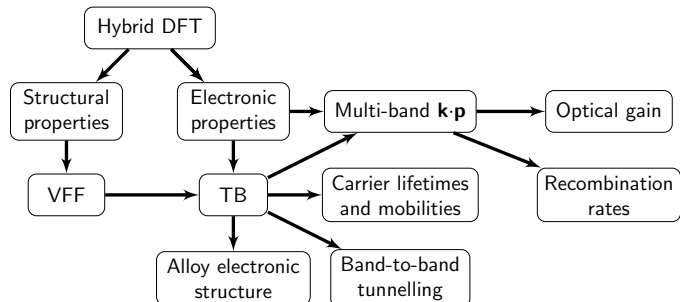 Hybrid DFT
Structural
properties
Electronic
properties
Multi-band k·p
Optical gain
VFF
TB
Carrier lifetimes
and mobilities
Recombination
rates
Alloy electronic
structure
Band-to-band
tunnelling